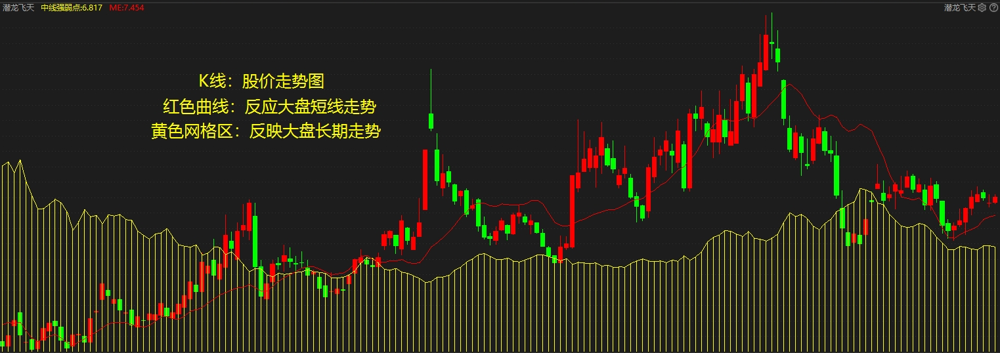 潜龙飞天 中线强弱点:6.817 ME:7.454 潜龙飞天
K线：股价走势图
红色曲线：反应大盘短线走势
黄色网格区：反映大盘长期走势